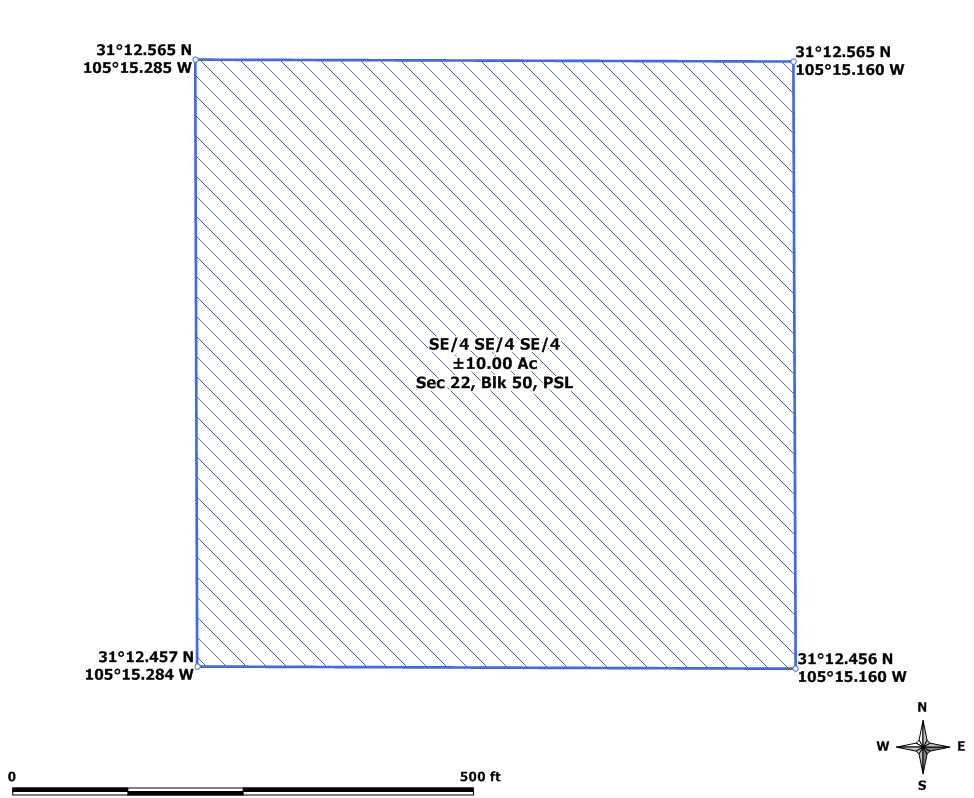 31°12.565 N
105°15.285 W
31°12.565 N
105°15.160 W
SE/4 SE/4 SE/4
±10.00 Ac
Sec 22, Blk 50, PSL
31°12.457 N
105°15.284 W
31°12.456 N
105°15.160 W
N
W E
S
0 500 ft